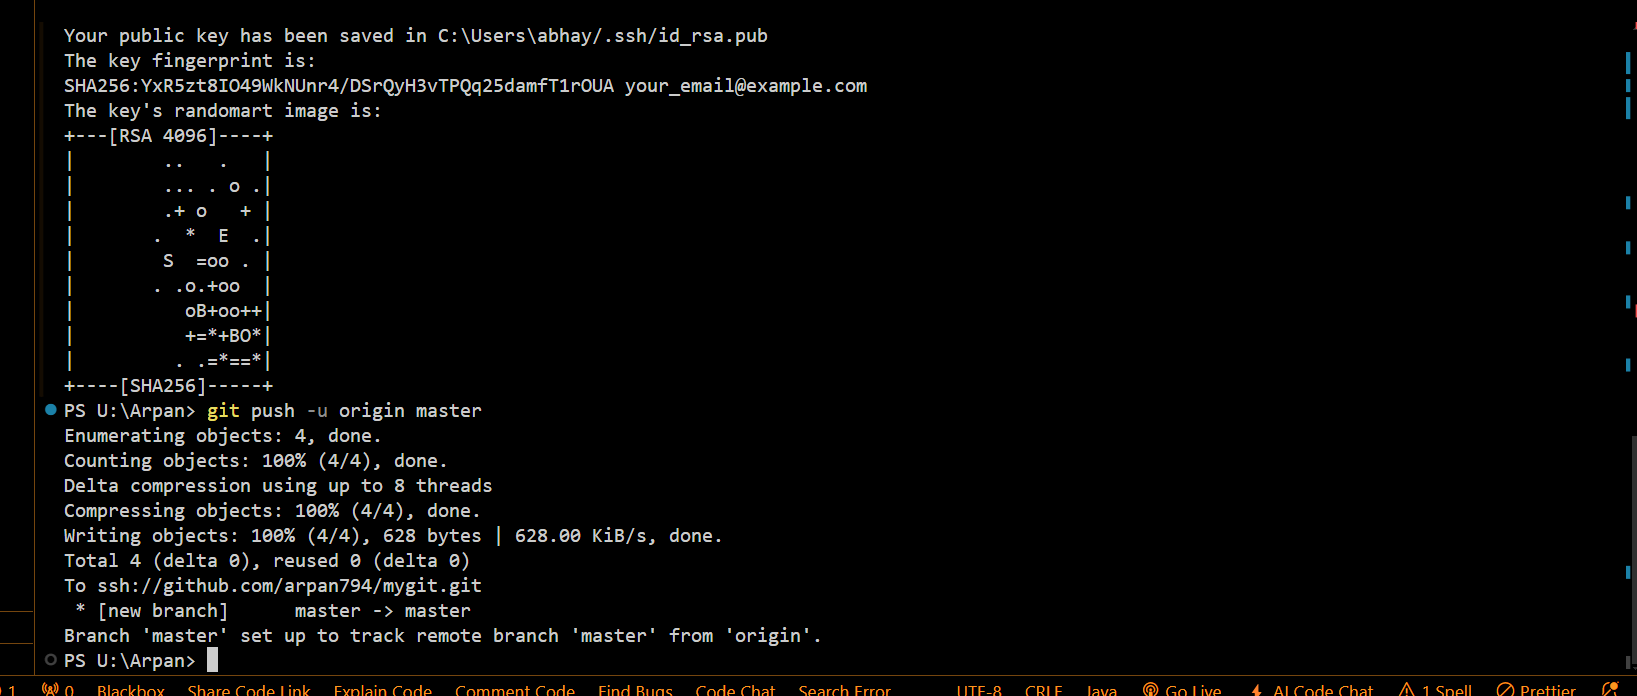 Your public key has been saved in C:\Users\abhay/.ssh/id_rsa.pub
The key fingerprint is:
SHA256:YxR5zt8IO49WkNUnr4/DSrQyH3vTPQq25damfT1rOUA your_email@example.com
The key's randomart image is:
+---[RSA 4096]----+
|        ..   .   |
|        ... . o .|
|        .+ o   + |
|       .  *  E  .|
|        S  =oo . |
|       . .o.+oo  |
|          oB+oo++|
|          +=*+BO*|
|         . .=*==*|
+----[SHA256]-----+
PS U:\Arpan> git push -u origin master
Enumerating objects: 4, done.
Counting objects: 100% (4/4), done.
Delta compression using up to 8 threads
Compressing objects: 100% (4/4), done.
Writing objects: 100% (4/4), 628 bytes | 628.00 KiB/s, done.
Total 4 (delta 0), reused 0 (delta 0)
To ssh://github.com/arpan794/mygit.git
 * [new branch]      master -> master
Branch 'master' set up to track remote branch 'master' from 'origin'.
PS U:\Arpan>
1 0 Blackbox Share Code Link Explain Code Comment Code Find Bugs Code Chat Search Error UTF-8 CRLF Java Go Live AI Code Chat 1 Spell Prettier